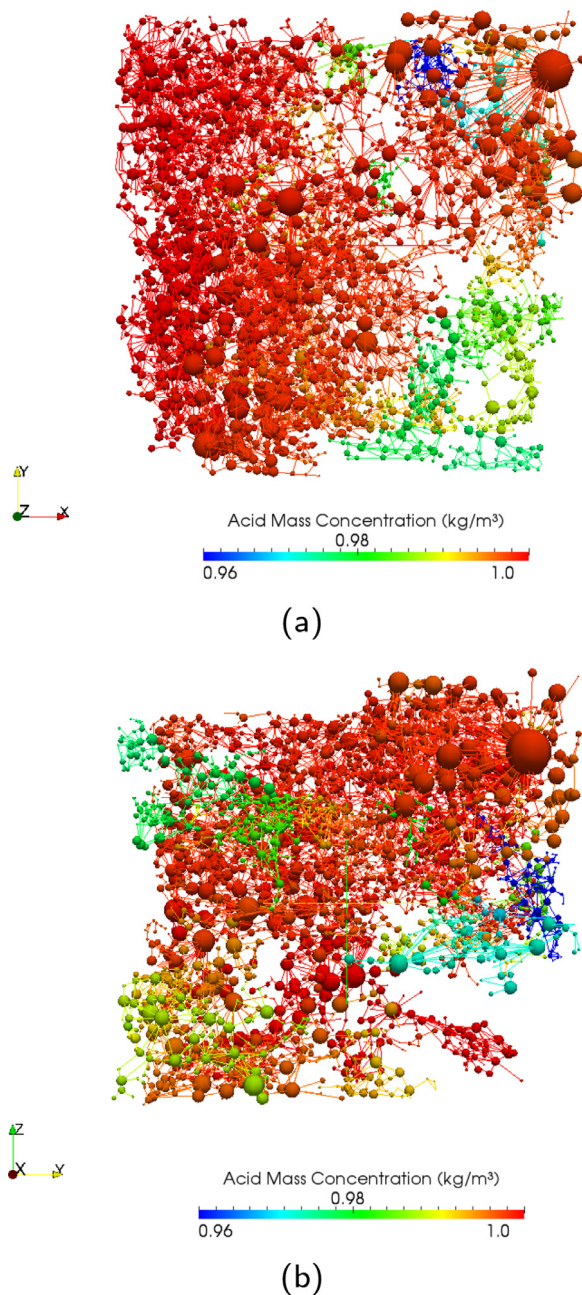 Y
Z X
Acid Mass Concentration (kg/m³)
0.98
0.96 1.0
(a)
Z
X Y
Acid Mass Concentration (kg/m³)
0.98
0.96 1.0
(b)